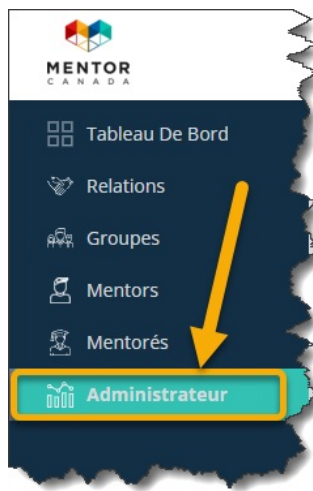 MENTOR
CANADA
Tableau De Bord
Relations
Groupes
Mentors
Mentorés
Administrateur